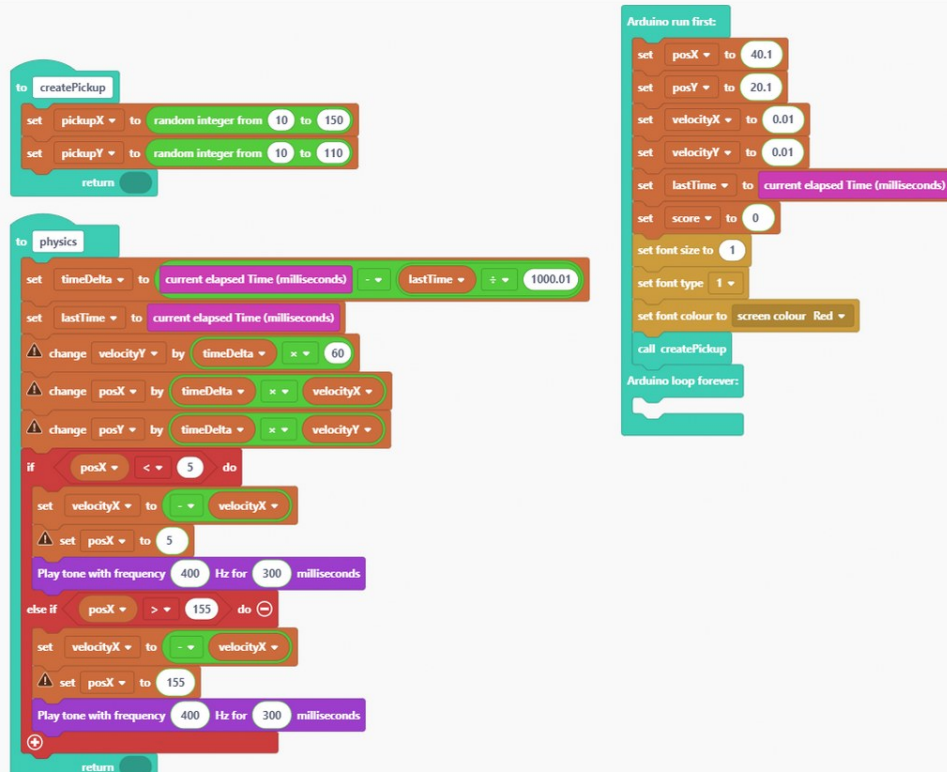 to createPickup
set pickupX to random integer from 10 to 150
set pickupY to random integer from 10 to 110
return
to physics
set timeDelta to current elapsed Time (milliseconds) - lastTime ÷ 1000.01
set lastTime to current elapsed Time (milliseconds)
change velocityY by timeDelta × 60
change posX by timeDelta × velocityX
change posY by timeDelta × velocityY
if posX < 5 do
set velocityX to - velocityX
set posX to 5
Play tone with frequency 400 Hz for 300 milliseconds
else if posX > 155 do
set velocityX to - velocityX
set posX to 155
Play tone with frequency 400 Hz for 300 milliseconds
return
Arduino run first:
set posX to 40.1
set posY to 20.1
set velocityX to 0.01
set velocityY to 0.01
set lastTime to current elapsed Time (milliseconds)
set score to 0
set font size to 1
set font type 1
set font colour to screen colour Red
call createPickup
Arduino loop forever: